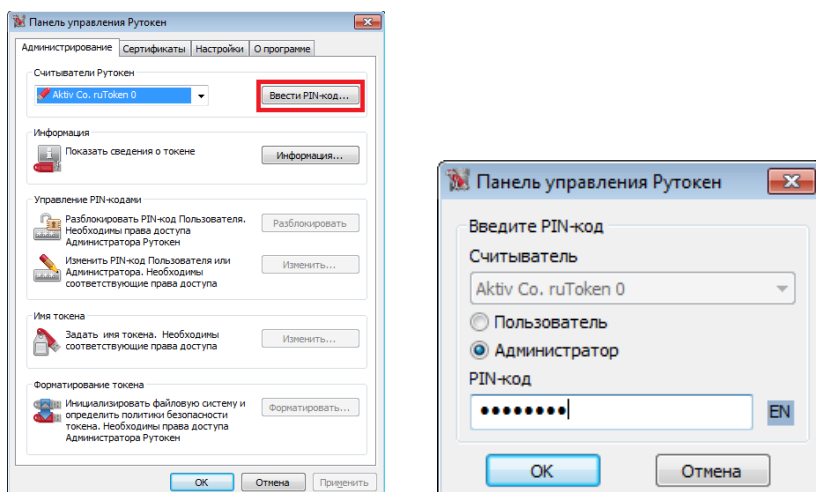 Панель управления Рутокен
Администрирование Сертификаты Настройки О программе
Считыватели Рутокен
Aktiv Co. ruToken 0
Ввести PIN-код...
Информация
Показать сведения о токене
Информация...
Управление PIN-кодами
Разблокировать PIN-код Пользователя.
Необходимы права доступа
Администратора Рутокен
Разблокировать
Изменить PIN-код Пользователя или
Администратора. Необходимы
соответствующие права доступа
Изменить...
Имя токена
Задать имя токена. Необходимы
соответствующие права доступа
Изменить...
Форматирование токена
Инициализировать файловую систему и
определить политики безопасности
токена. Необходимы права доступа
Администратора Рутокен
Форматировать...
ОК Отмена Применить
Панель управления Рутокен
Введите PIN-код
Считыватель
Aktiv Co. ruToken 0
Пользователь
Администратор
PIN-код
••••••••
EN
ОК Отмена